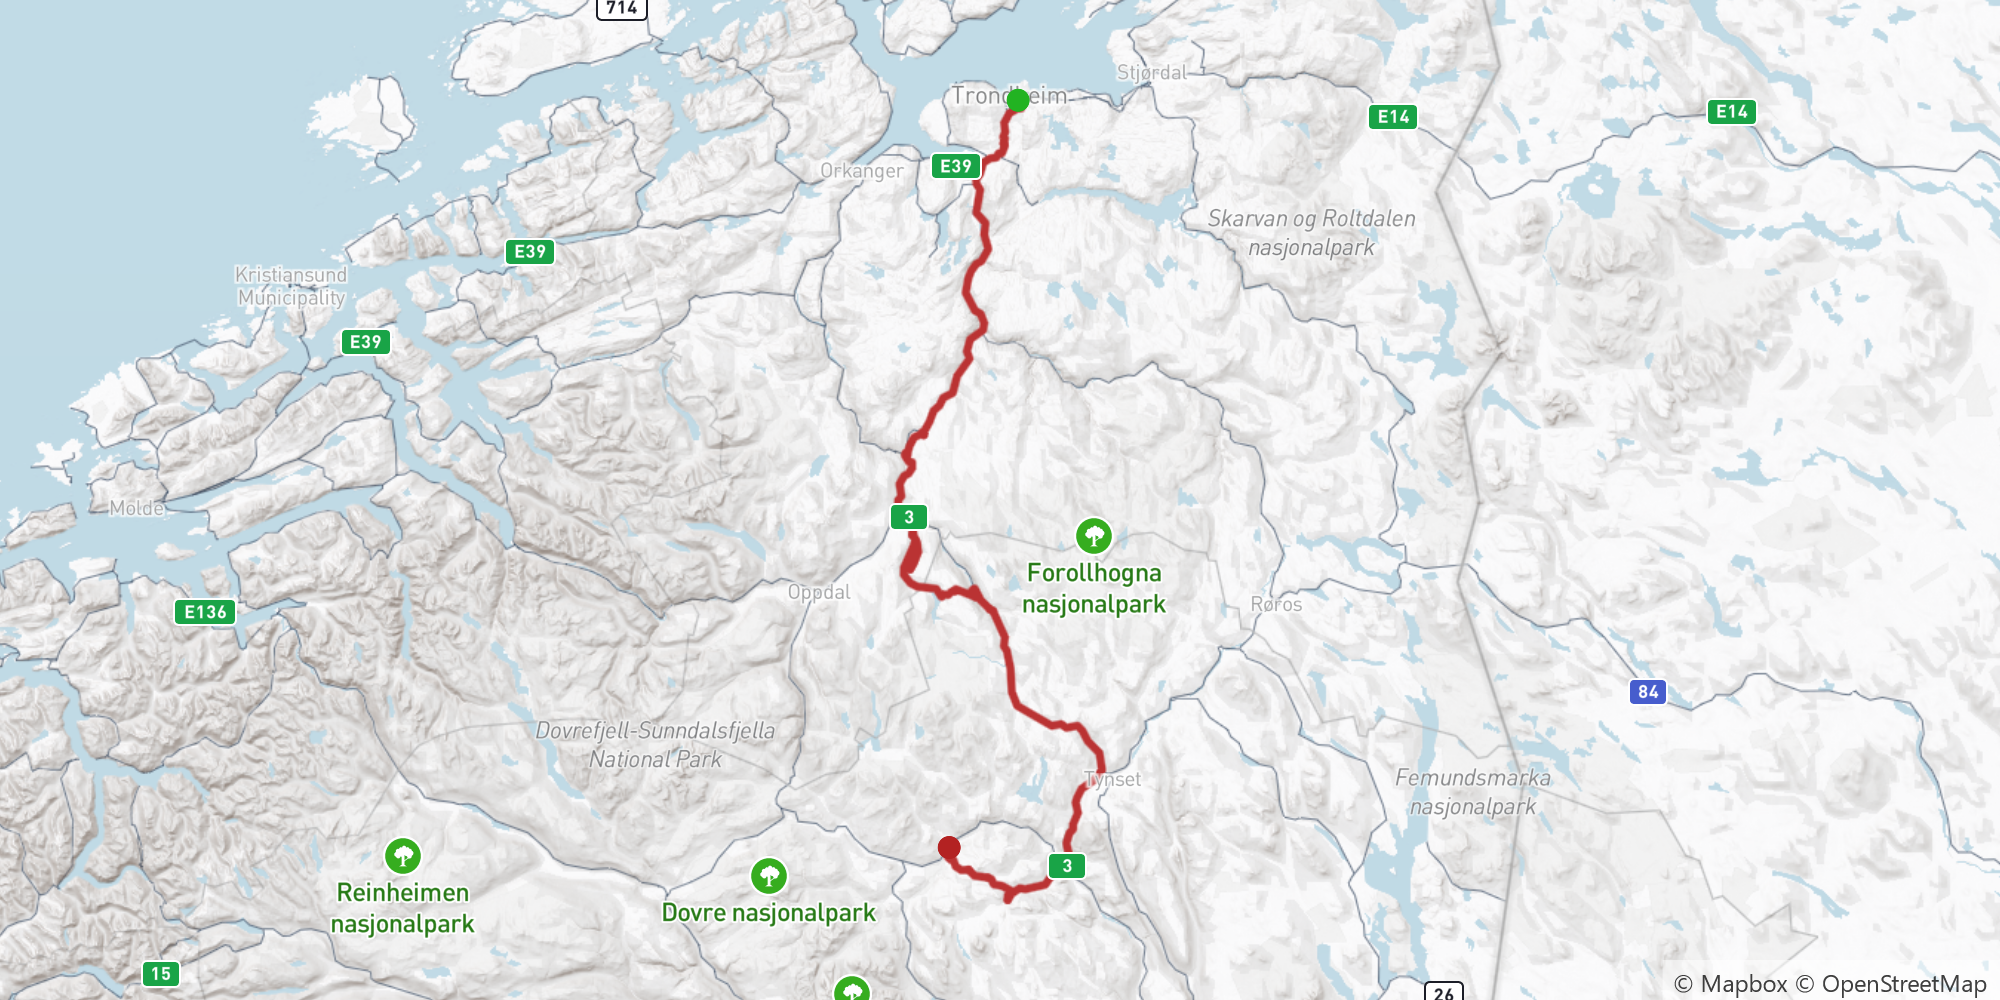 714
Stjørdal
Trondheim
E14
E14
E39
Orkanger
Skarvan og Roltdalen
nasjonalpark
E39
Kristiansund
Municipality
E39
Molde
3
Forollhogna
nasjonalpark
Oppdal
Røros
E136
84
Dovrefjell-Sunndalsfjella
National Park
Tynset
Femundsmarka
nasjonalpark
3
Reinheimen
nasjonalpark
Dovre nasjonalpark
15
26
© Mapbox © OpenStreetMap